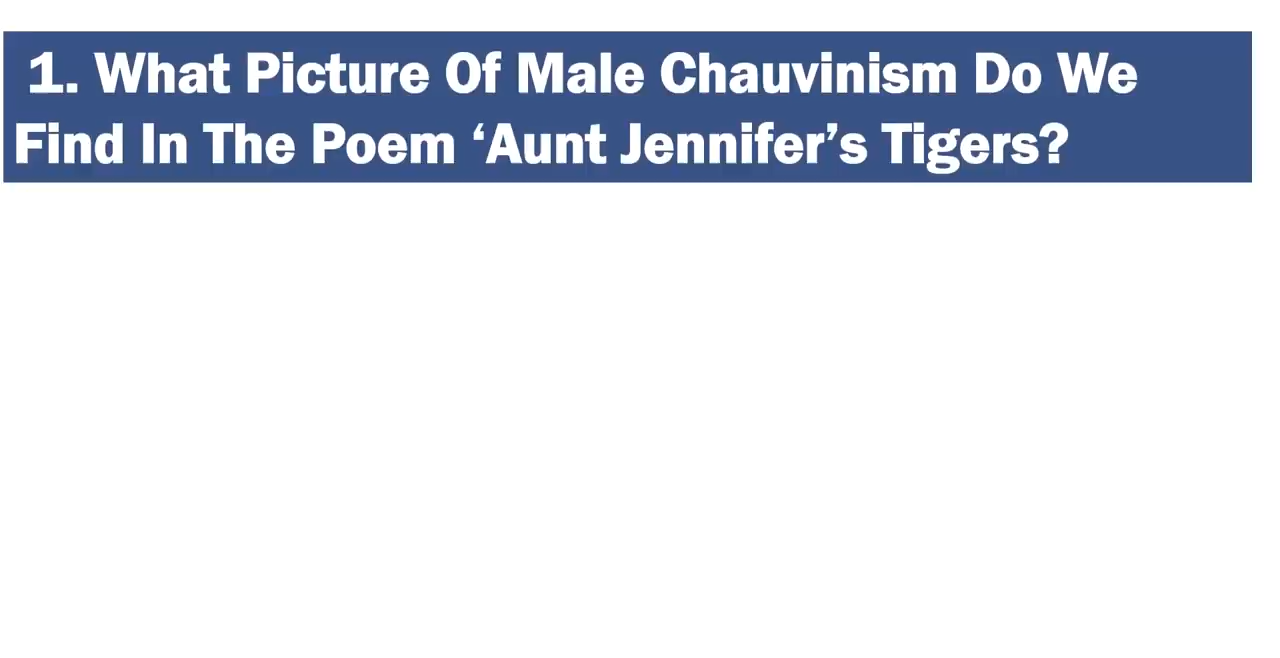 1. What Picture Of Male Chauvinism Do We
Find In The Poem ‘Aunt Jennifer’s Tigers?